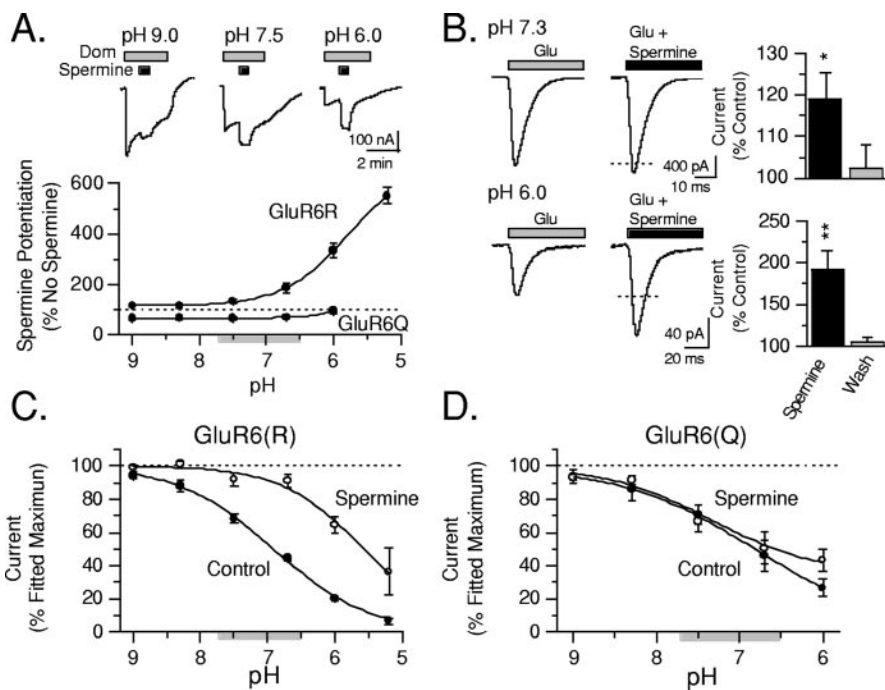 A.
pH 9.0 pH 7.5 pH 6.0
Dom
Spermine
100 nA
2 min
Spermine Potentiation
(% No Spermine)
600
400
200
0
GluR6R
GluR6Q
9 8 7 6 5
pH
B.
pH 7.3
Glu
Glu +
Spermine
400 pA
10 ms
Current
(% Control)
130
120
110
100
*
pH 6.0
Glu
Glu +
Spermine
40 pA
20 ms
Current
(% Control)
250
200
150
100
**
Spermine
Wash
C.
GluR6(R)
Current
(% Fitted Maximun)
100
80
60
40
20
0
Spermine
Control
9 8 7 6 5
pH
D.
GluR6(Q)
Current
(% Fitted Maximum)
100
80
60
40
20
0
Spermine
Control
9 8 7 6
pH